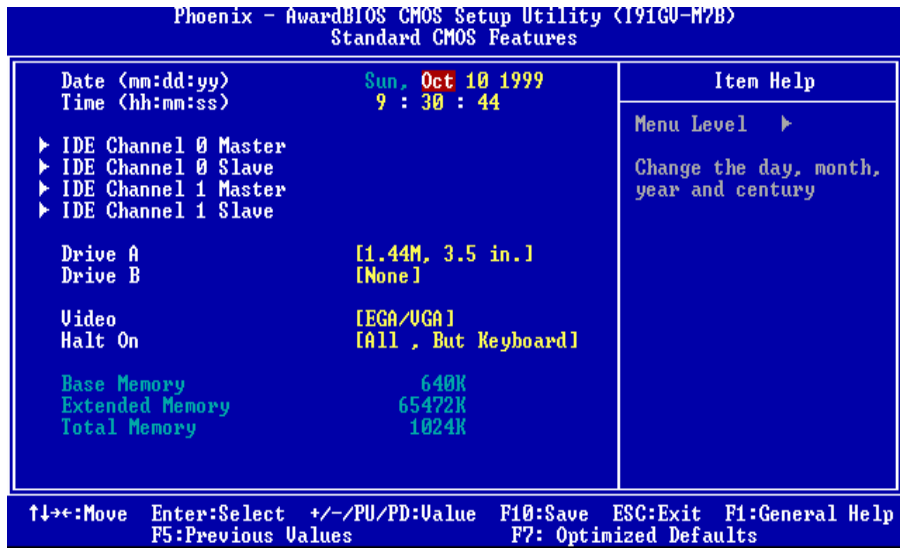 Phoenix - AwardBIOS CMOS Setup Utility (I91GV-M7B)
Standard CMOS Features
Date (mm:dd:yy) Sun, Oct 10 1999
Time (hh:mm:ss) 9 : 30 : 44
IDE Channel 0 Master
IDE Channel 0 Slave
IDE Channel 1 Master
IDE Channel 1 Slave
Drive A [1.44M, 3.5 in.]
Drive B [None]
Video [EGA/VGA]
Halt On [All , But Keyboard]
Base Memory 640K
Extended Memory 65472K
Total Memory 1024K
Item Help
Menu Level
Change the day, month,
year and century
↑↓→←:Move Enter:Select +/-/PU/PD:Value F10:Save ESC:Exit F1:General Help
F5:Previous Values F7: Optimized Defaults